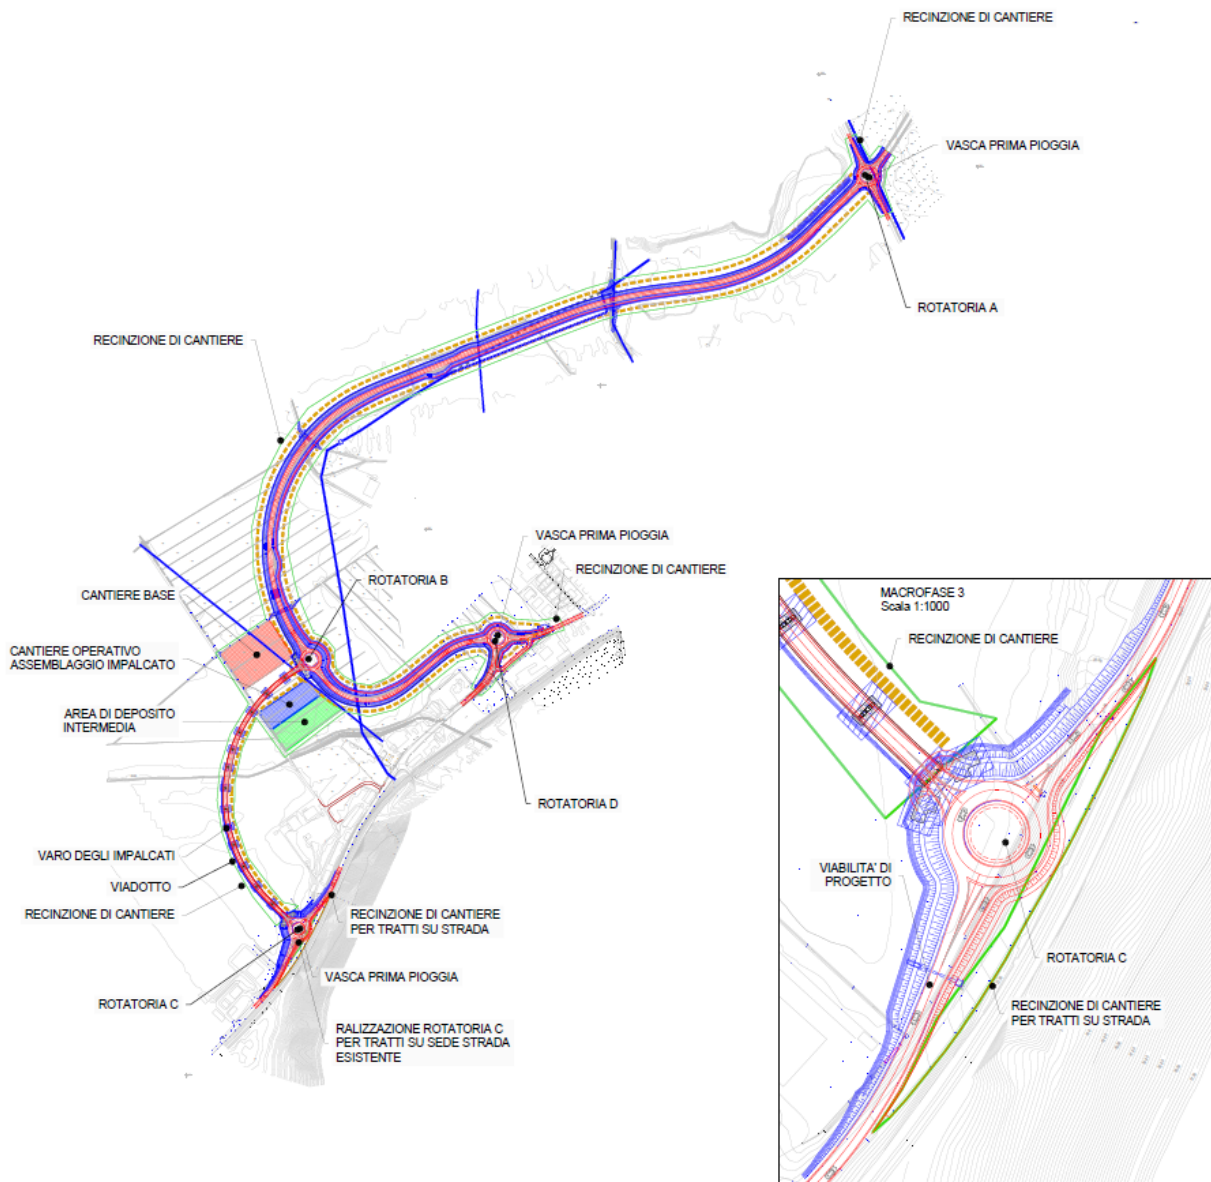 RECINZIONE DI CANTIERE
VASCA PRIMA PIOGGIA
ROTATORIA A
RECINZIONE DI CANTIERE
VASCA PRIMA PIOGGIA
RECINZIONE DI CANTIERE
ROTATORIA B
CANTIERE BASE
CANTIERE OPERATIVO
ASSEMBLAGGIO IMPALCATO
AREA DI DEPOSITO
INTERMEDIA
ROTATORIA D
VARO DEGLI IMPALCATI
VIADOTTO
RECINZIONE DI CANTIERE
RECINZIONE DI CANTIERE
PER TRATTI SU STRADA
VASCA PRIMA PIOGGIA
ROTATORIA C
RALIZZAZIONE ROTATORIA C
PER TRATTI SU SEDE STRADA
ESISTENTE
MACROFASE 3
Scala 1:1000
RECINZIONE DI CANTIERE
VIABILITA' DI
PROGETTO
ROTATORIA C
RECINZIONE DI CANTIERE
PER TRATTI SU STRADA